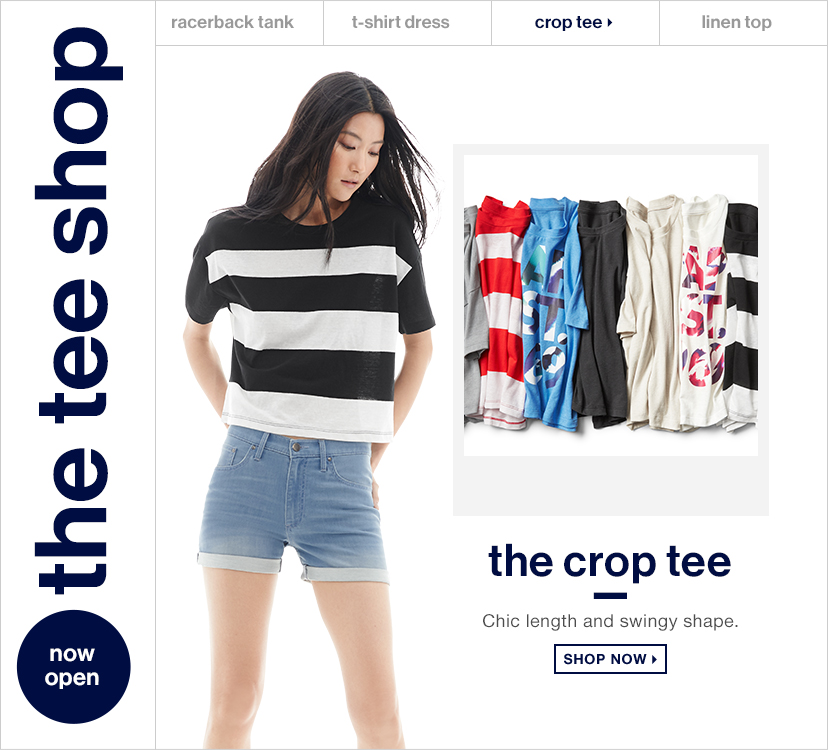 the tee shop
now
open
racerback tank
t-shirt dress
crop tee
linen top
the crop tee
Chic length and swingy shape.
SHOP NOW